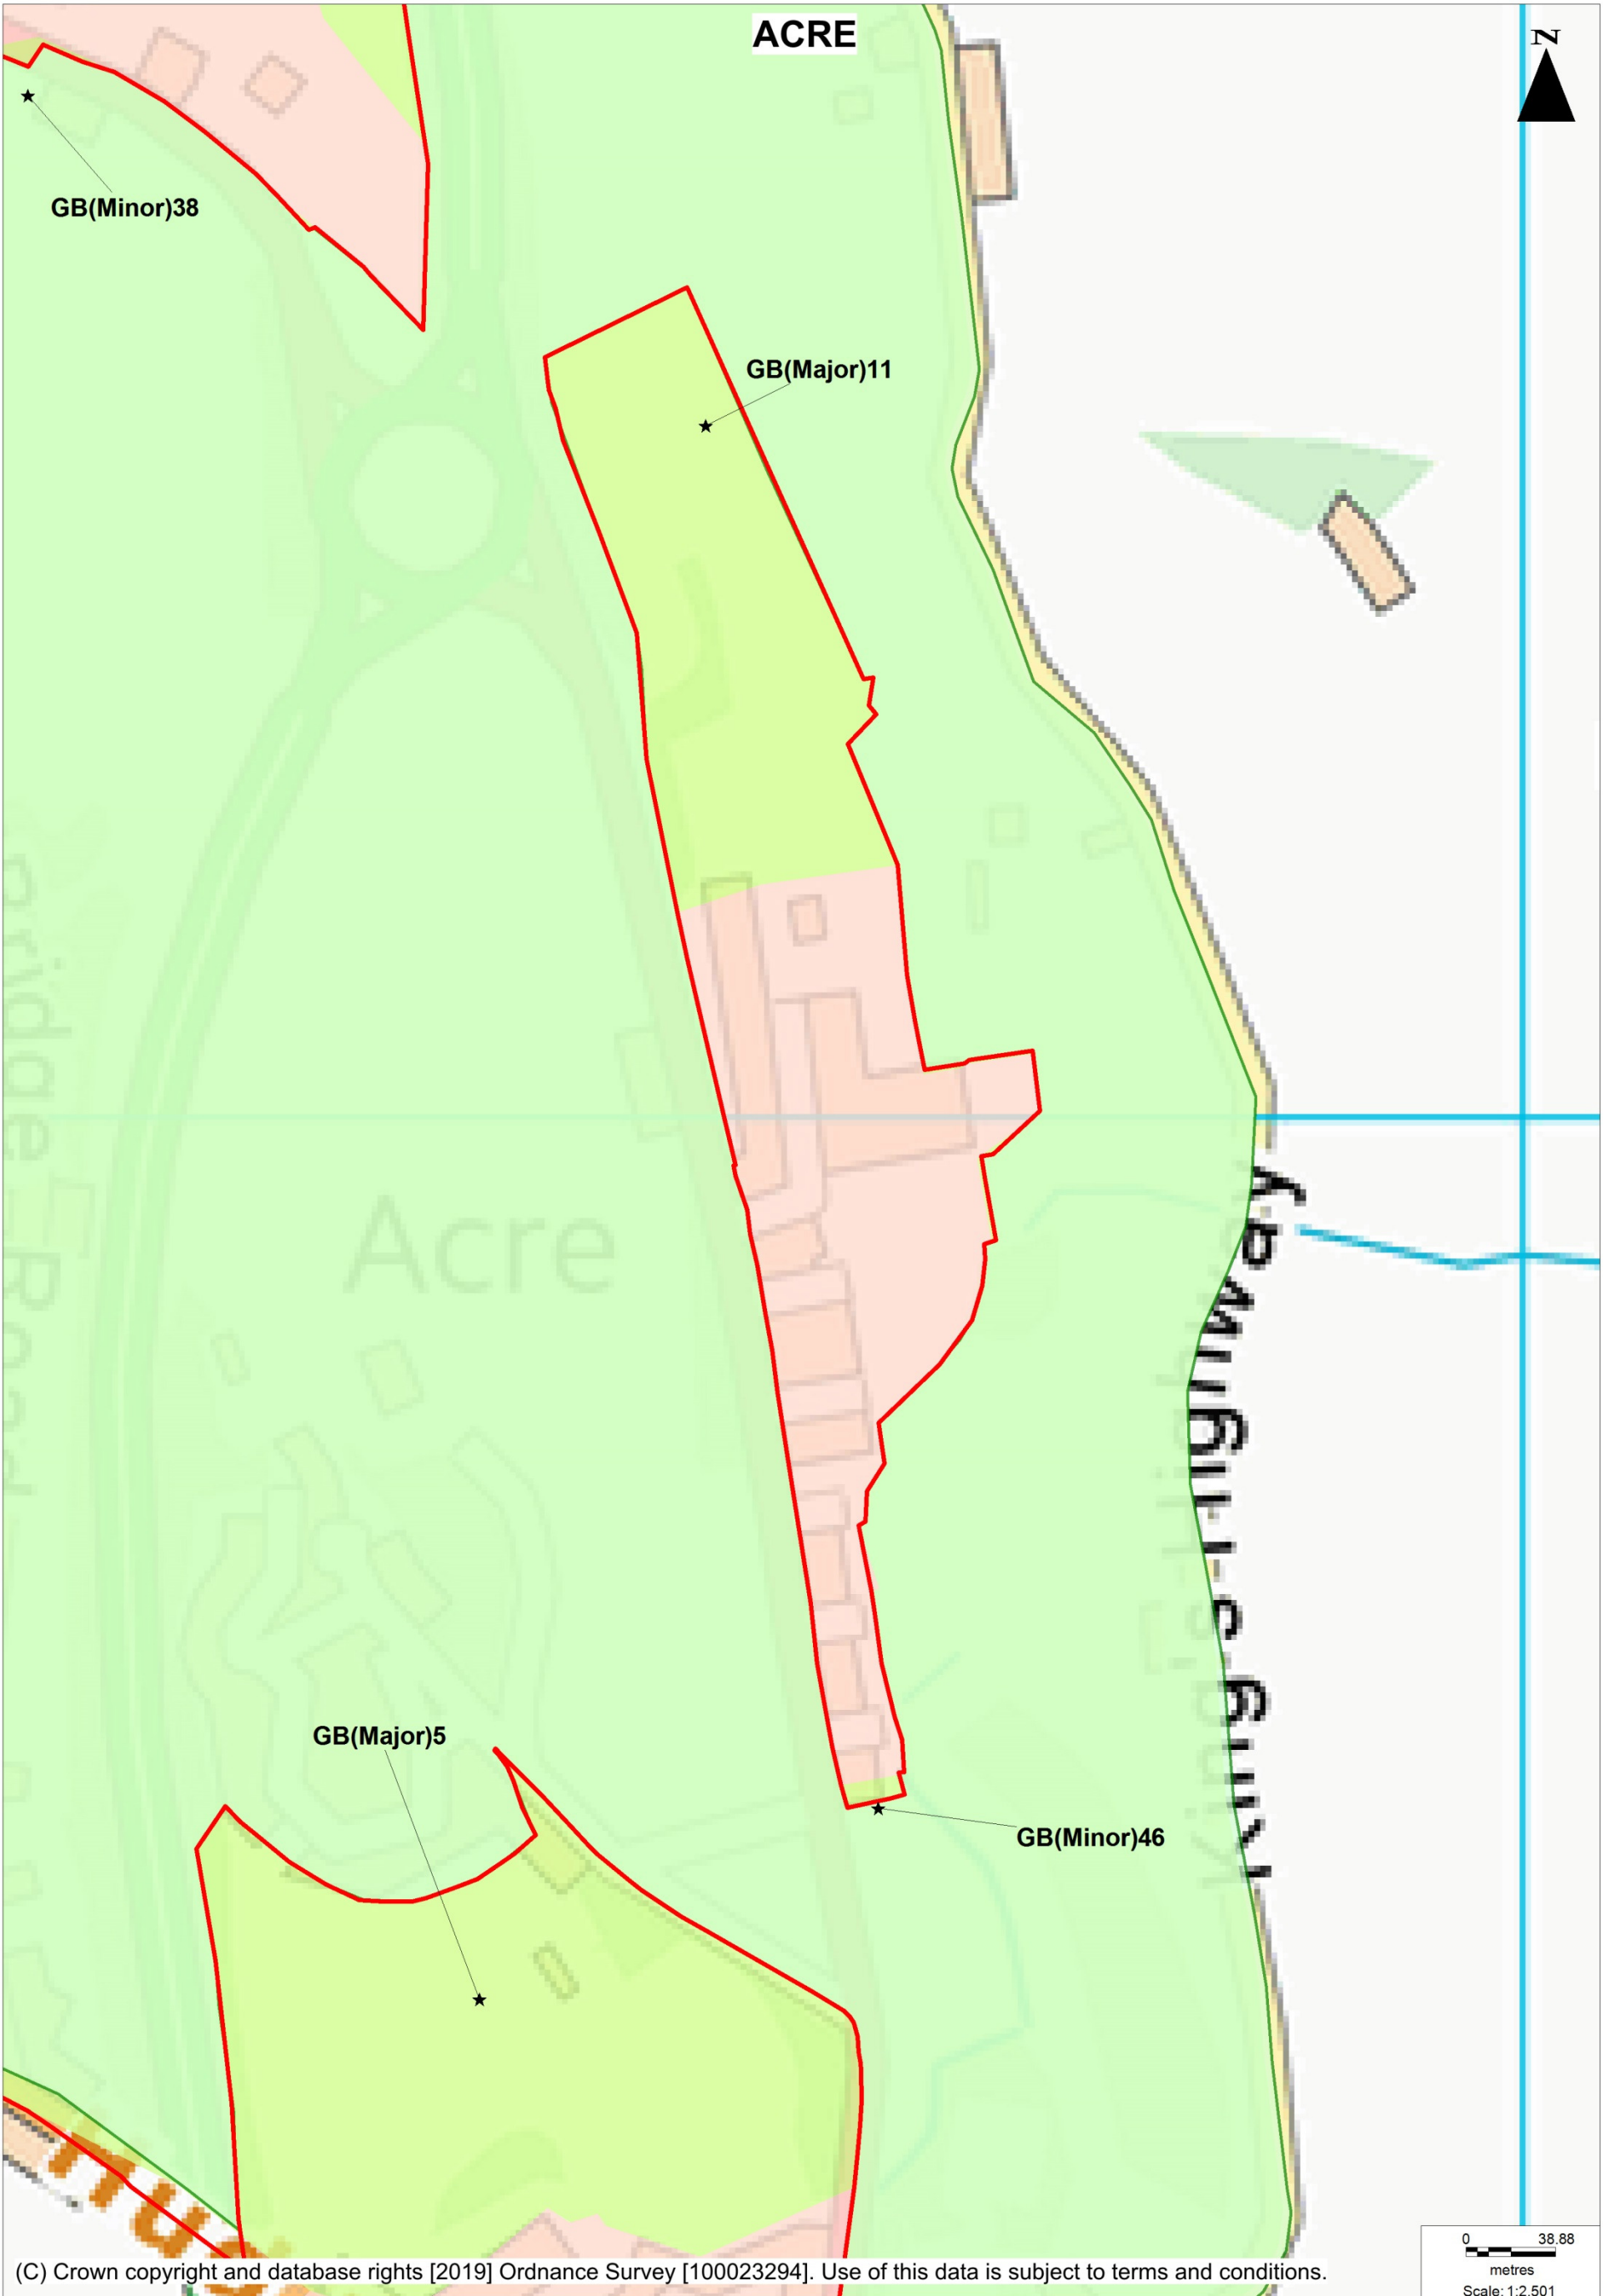 ACRE
N
GB(Minor)38
GB(Major)11
Acre
GB(Major)5
GB(Minor)46
(C) Crown copyright and database rights [2019] Ordnance Survey [100023294]. Use of this data is subject to terms and conditions.
0 38.88
metres
Scale: 1:2,501